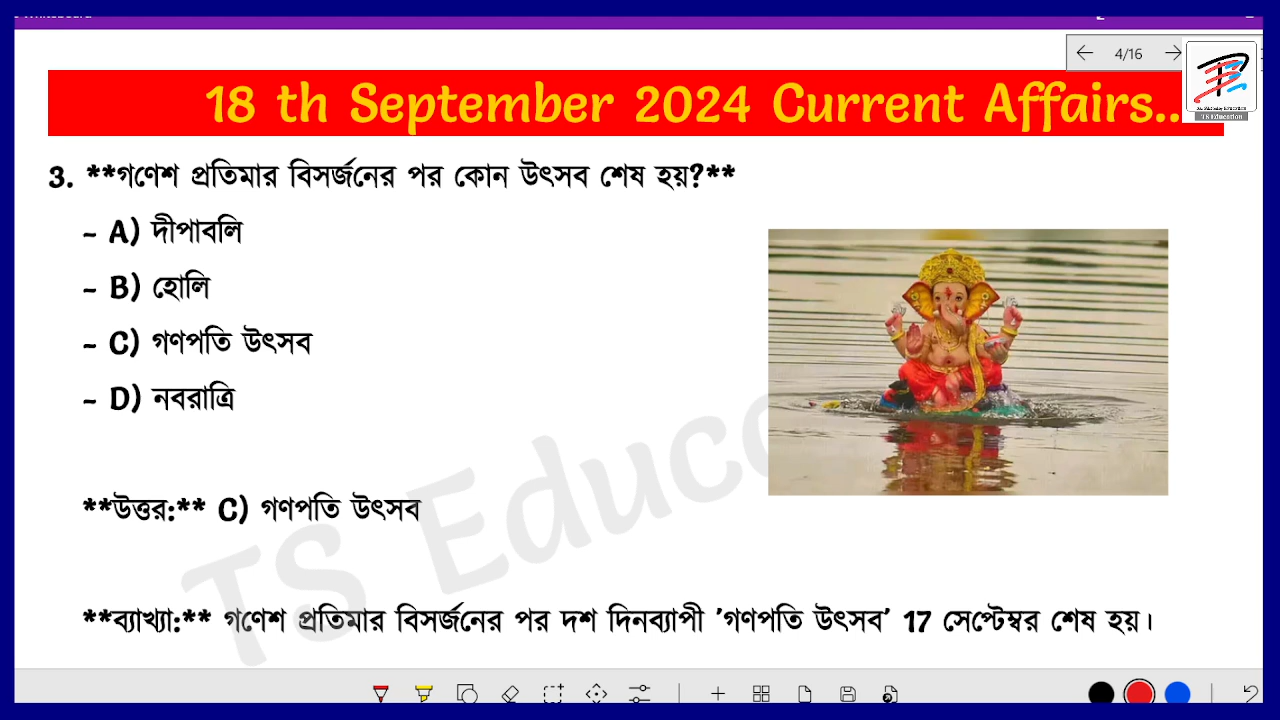 4/16
18 th September 2024 Current Affairs..
TS Education
3. **গণেশ প্রতিমার বিসর্জনের পর কোন উৎসব শেষ হয়?**
- A) দীপাবলি
- B) হোলি
- C) গণপতি উৎসব
- D) নবরাত্রি
**উত্তর:** C) গণপতি উৎসব
**ব্যাখ্যা:** গণেশ প্রতিমার বিসর্জনের পর দশ দিনব্যাপী 'গণপতি উৎসব' 17 সেপ্টেম্বর শেষ হয়।
TS Educa